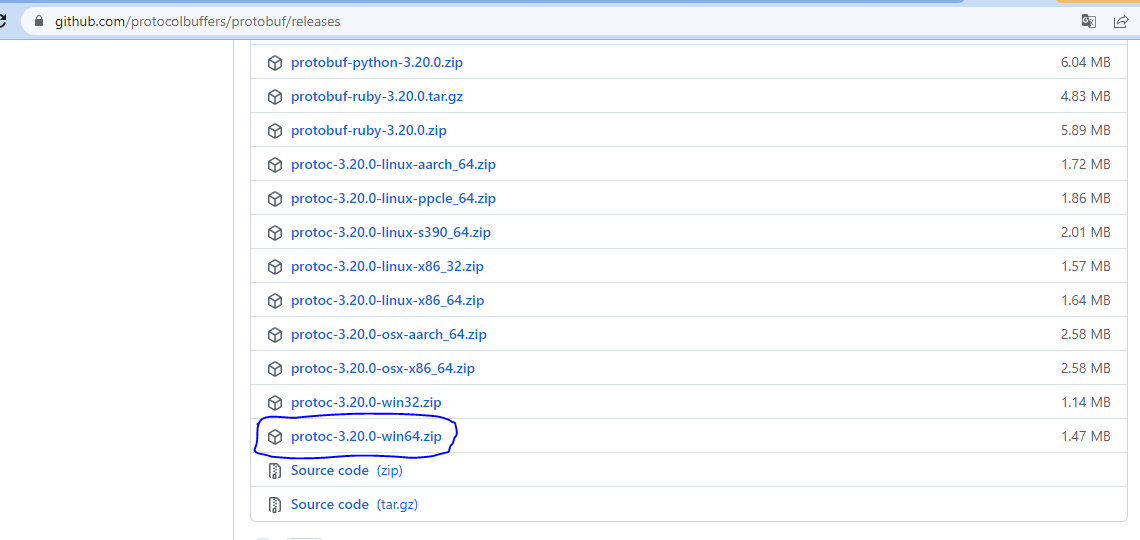 github.com/protocolbuffers/protobuf/releases
protobuf-python-3.20.0.zip 6.04 MB
protobuf-ruby-3.20.0.tar.gz 4.83 MB
protobuf-ruby-3.20.0.zip 5.89 MB
protoc-3.20.0-linux-aarch_64.zip 1.72 MB
protoc-3.20.0-linux-ppcle_64.zip 1.86 MB
protoc-3.20.0-linux-s390_64.zip 2.01 MB
protoc-3.20.0-linux-x86_32.zip 1.57 MB
protoc-3.20.0-linux-x86_64.zip 1.64 MB
protoc-3.20.0-osx-aarch_64.zip 2.58 MB
protoc-3.20.0-osx-x86_64.zip 2.58 MB
protoc-3.20.0-win32.zip 1.14 MB
protoc-3.20.0-win64.zip 1.47 MB
Source code (zip)
Source code (tar.gz)